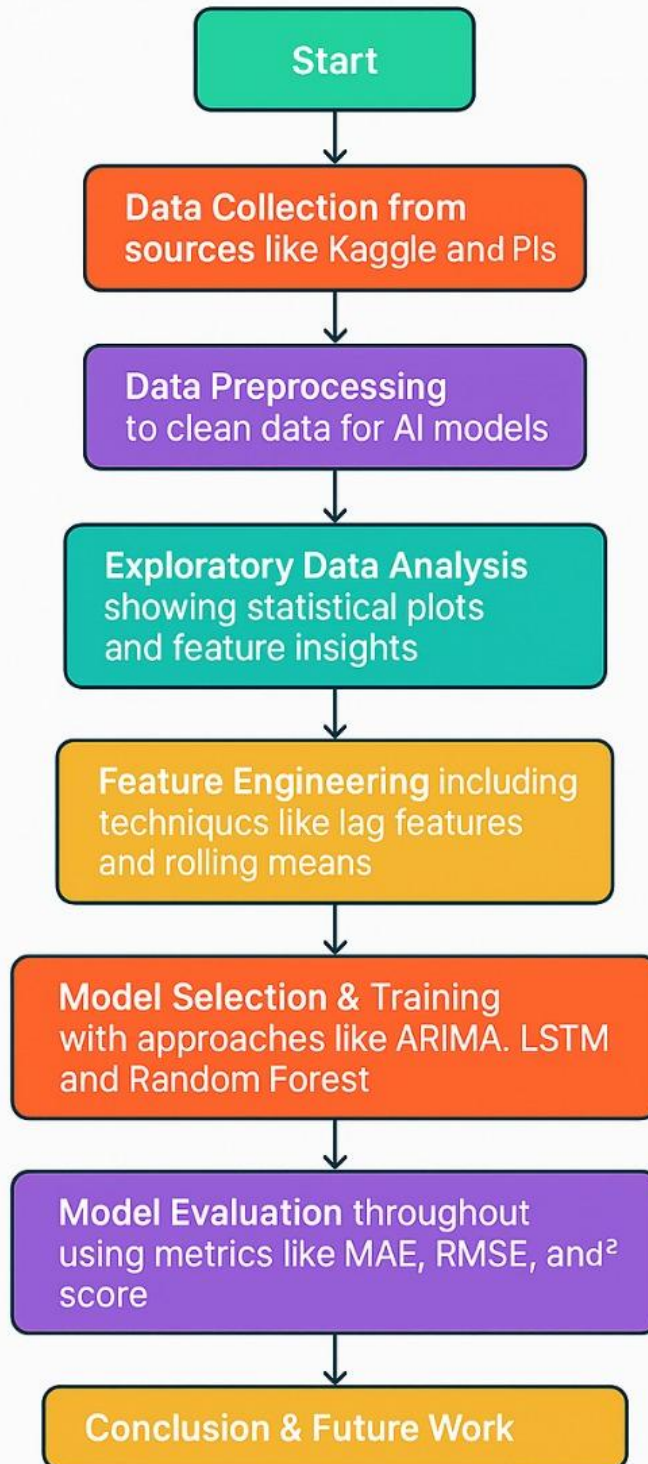 Start
Data Collection from
sources like Kaggle and PIs
Data Preprocessing
to clean data for AI models
Exploratory Data Analysis
showing statistical plots
and feature insights
Feature Engineering including
techniqucs like lag features
and rolling means
Model Selection & Training
with approaches like ARIMA. LSTM
and Random Forest
Model Evaluation throughout
using metrics like MAE, RMSE, and²
score
Conclusion & Future Work